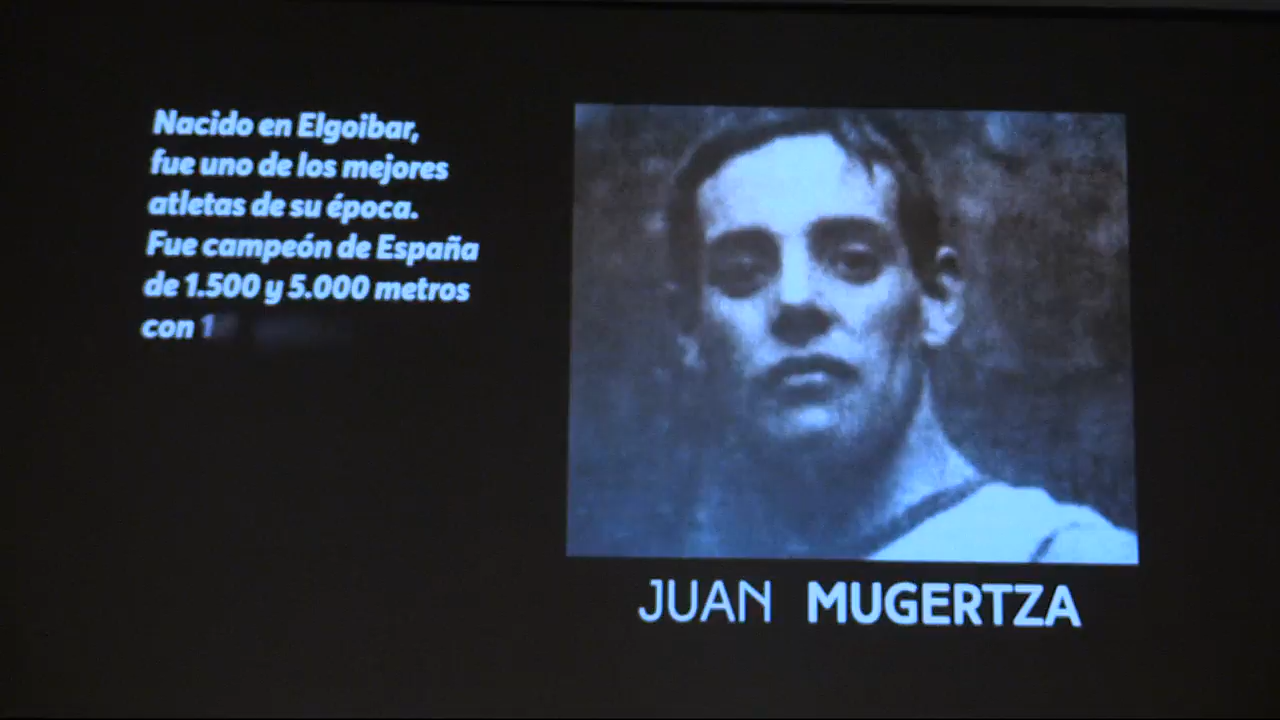 Nacido en Elgoibar,
fue uno de los mejores
atletas de su época.
Fue campeón de España
de 1.500 y 5.000 metros
con 1
JUAN MUGERTZA